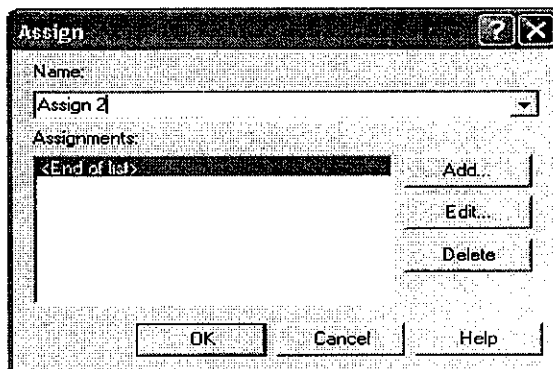 Assign
Name:
Assign 2
Assignments:
<End of list>
Add...
Edit...
Delete
OK
Cancel
Help